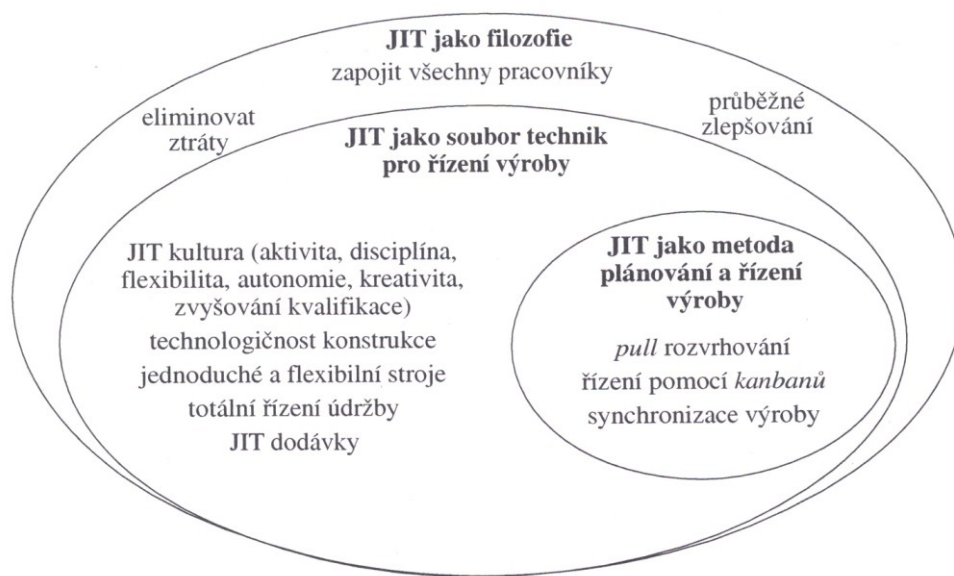 JIT jako filozofie
zapojit všechny pracovníky
eliminovat
ztráty
průběžné
zlepšování
JIT jako soubor technik
pro řízení výroby
JIT kultura (aktivita, disciplína,
flexibilita, autonomie, kreativita,
zvyšování kvalifikace)
technologičnost konstrukce
jednoduché a flexibilní stroje
totální řízení údržby
JIT dodávky
JIT jako metoda
plánování a řízení
výroby
pull rozvrhování
řízení pomocí kanbanů
synchronizace výroby